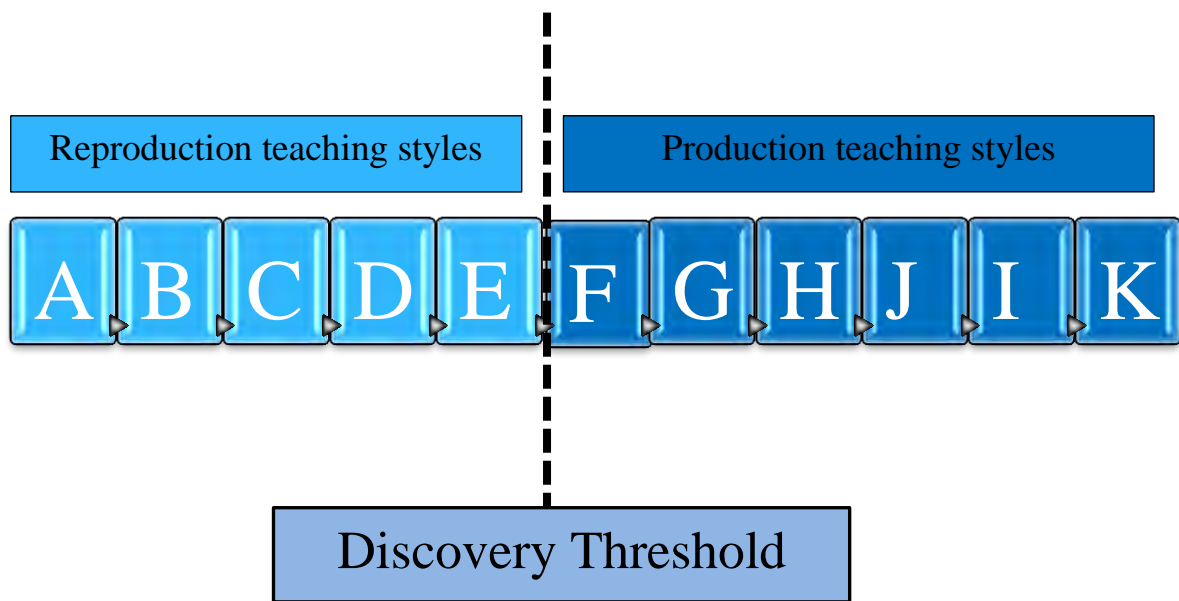 Reproduction teaching styles
Production teaching styles
A B C D E F G H J I K
Discovery Threshold